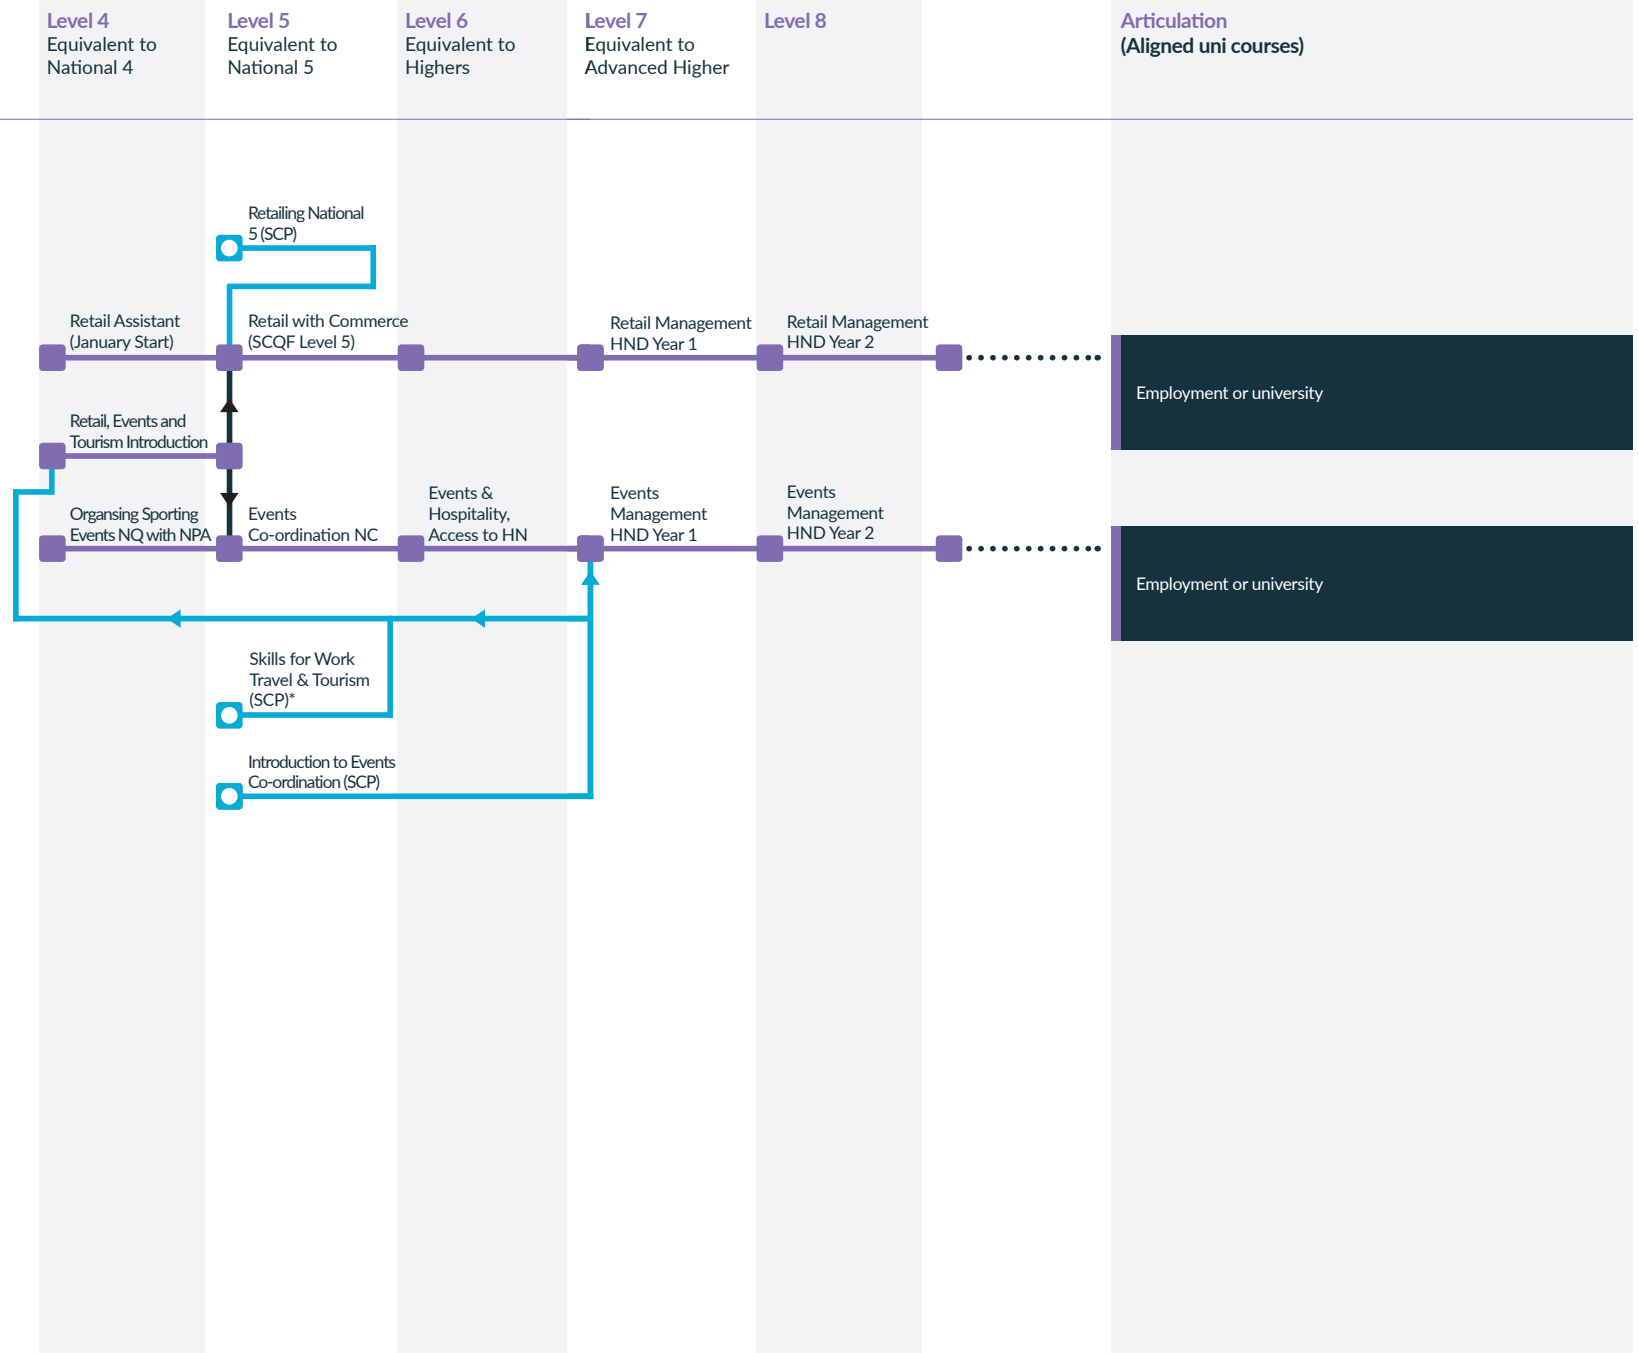 Level 4
Equivalent to
National 4
Level 5
Equivalent to
National 5
Level 6
Equivalent to
Highers
Level 7
Equivalent to
Advanced Higher
Level 8
Articulation
(Aligned uni courses)
Retailing National
5 (SCP)
Retail Assistant
(January Start)
Retail with Commerce
(SCQF Level 5)
Retail Management
HND Year 1
Retail Management
HND Year 2
Employment or university
Retail, Events and
Tourism Introduction
Organsing Sporting
Events NQ with NPA
Events
Co-ordination NC
Events &
Hospitality,
Access to HN
Events
Management
HND Year 1
Events
Management
HND Year 2
Employment or university
Skills for Work
Travel & Tourism
(SCP)*
Introduction to Events
Co-ordination (SCP)